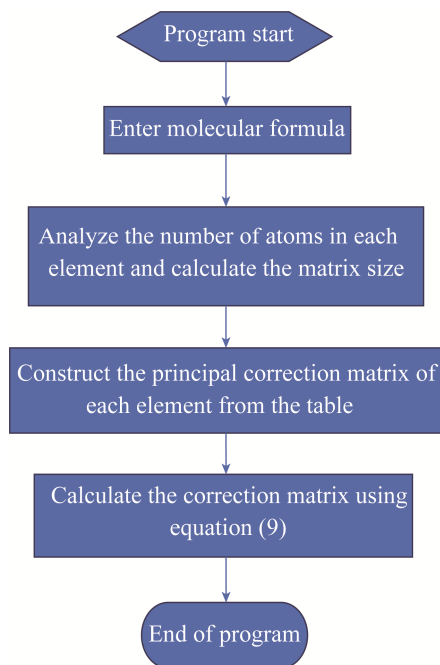 Program start
Enter molecular formula
Analyze the number of atoms in each
element and calculate the matrix size
Construct the principal correction matrix of
each element from the table
Calculate the correction matrix using
equation (9)
End of program